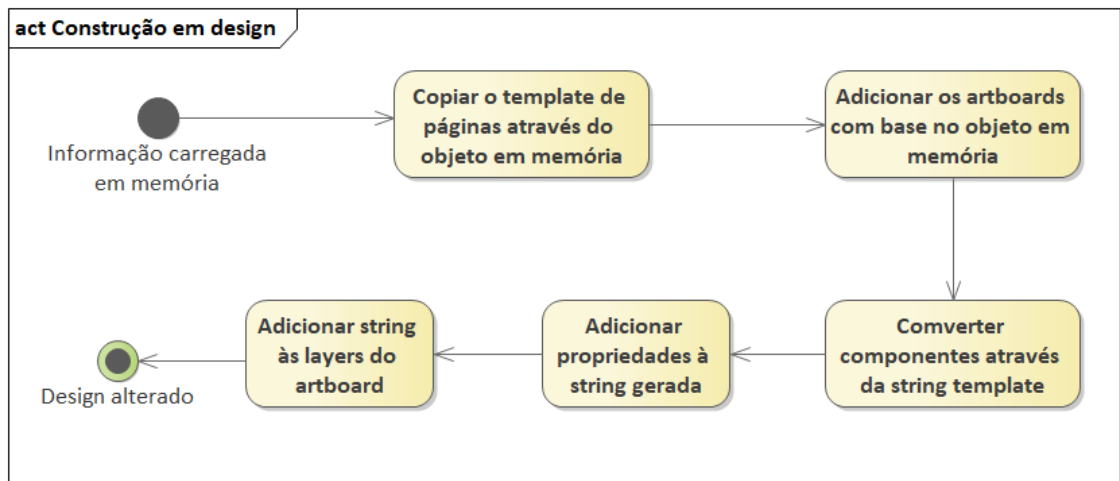 act Construção em design
Informação carregada
em memória
Copiar o template de
páginas através do
objeto em memória
Adicionar os artboards
com base no objeto em
memória
Comverter
componentes através
da string template
Adicionar
propriedades à
string gerada
Adicionar string
às layers do
artboard
Design alterado